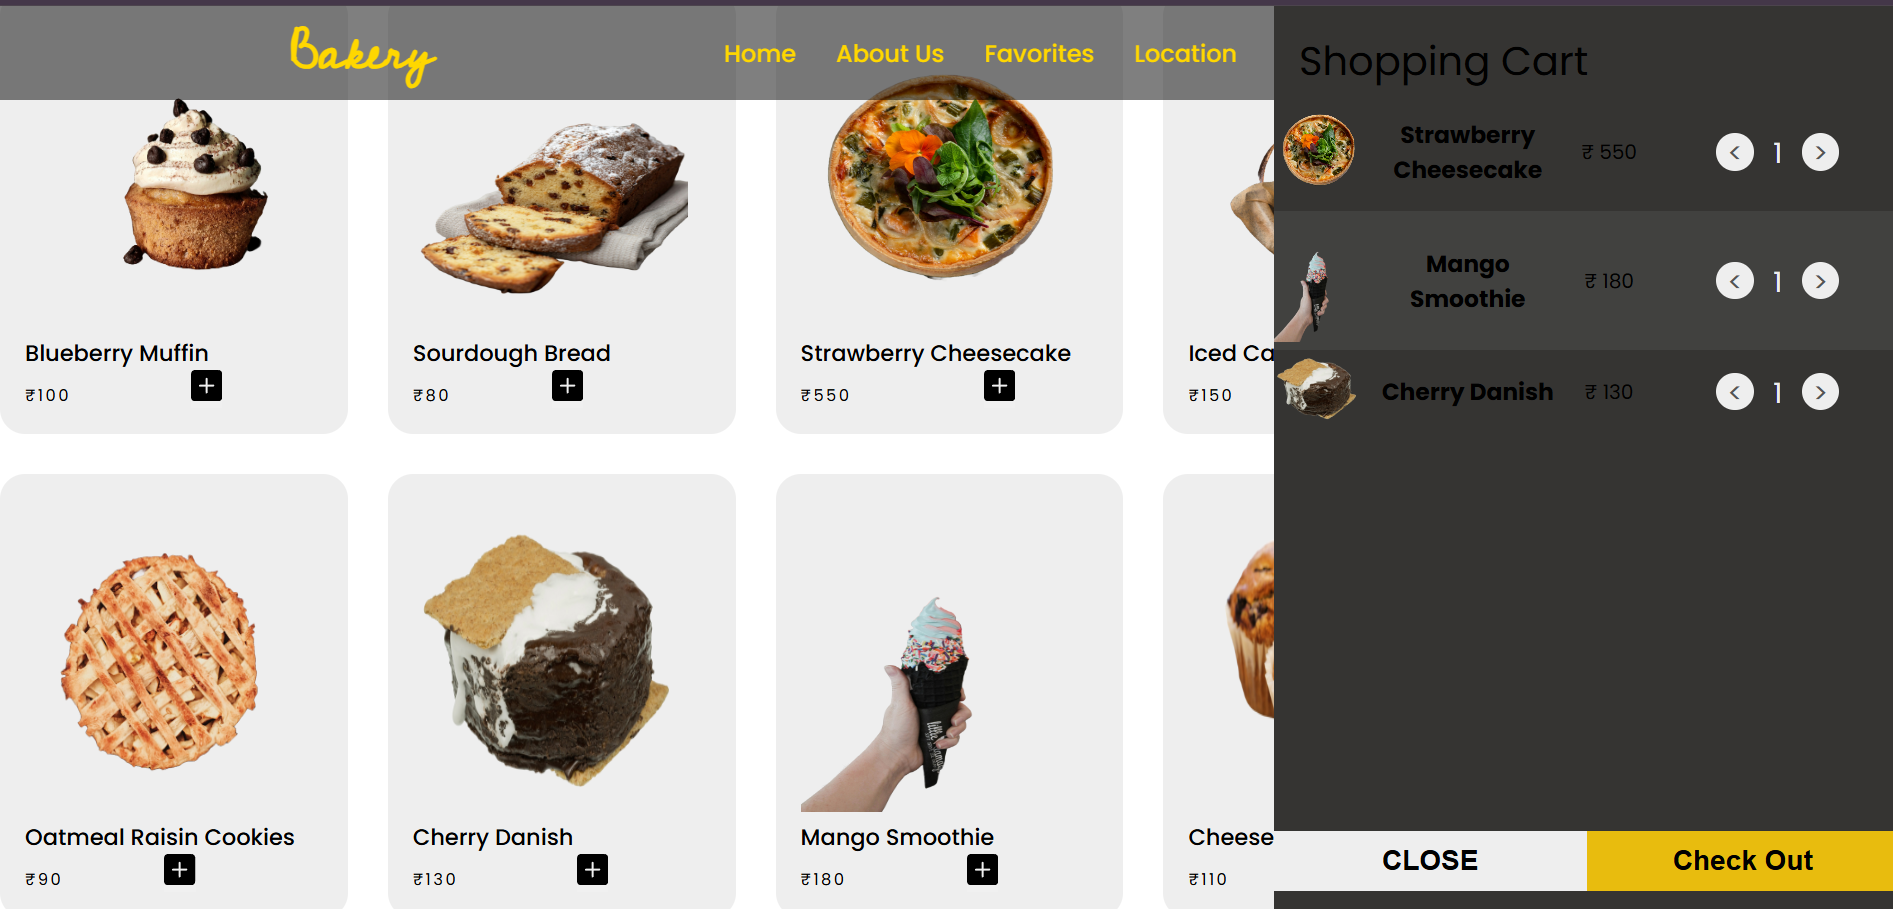 Bakery
Home
About Us
Favorites
Location
Blueberry Muffin
₹100
Sourdough Bread
₹80
Strawberry Cheesecake
₹550
Iced Ca
₹150
Oatmeal Raisin Cookies
₹90
Cherry Danish
₹130
Mango Smoothie
₹180
Cheese
₹110
Shopping Cart
Strawberry
Cheesecake
₹ 550
< 1 >
Mango
Smoothie
₹ 180
< 1 >
Cherry Danish
₹ 130
< 1 >
CLOSE
Check Out